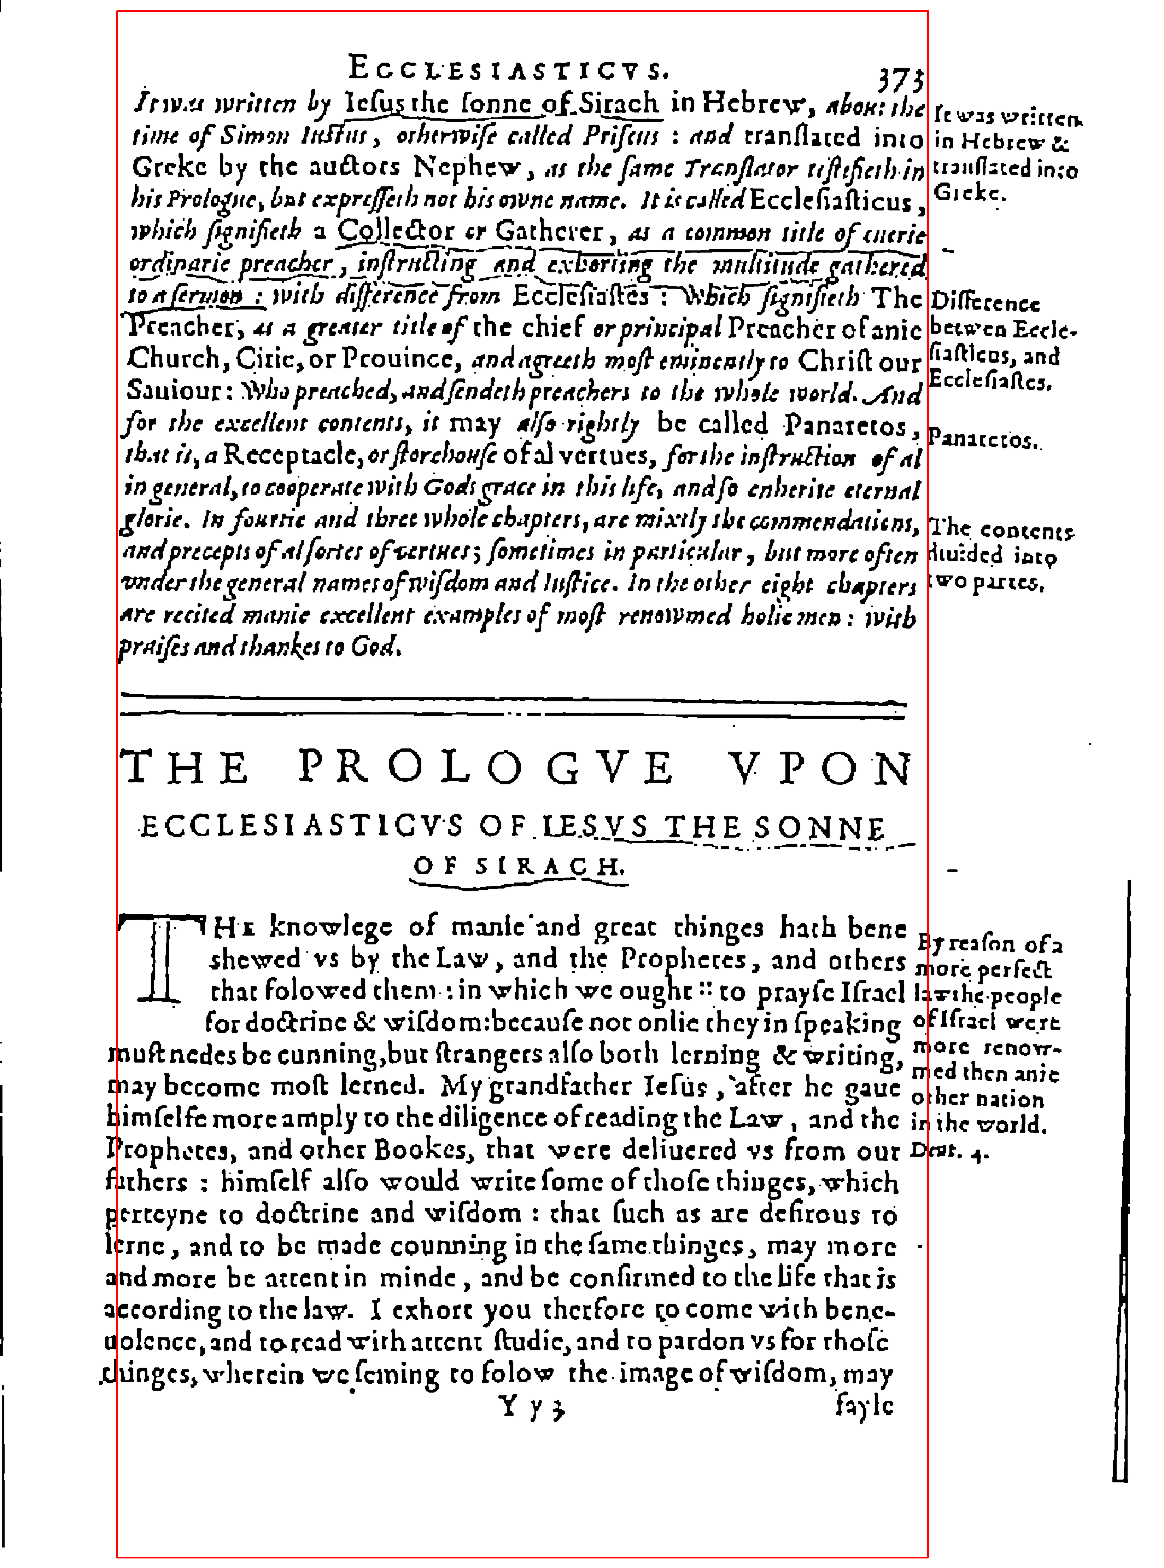 ECCLESIASTICVS. 373
It was written by Iesus the sonne of Sirach in Hebrew, about the
time of Simon Iustus, otherwise called Priscus : and translated into
Greke by the auctors Nephew, as the same Translator testifieth in
his Prologue, but expresseth not his owne name. It is called Ecclesiasticus,
which signifieth a Collector or Gatherer, as a common title of euerie
ordinarie preacher, instructing and exhorting the multitude gathered
to a sermon : with difference from Ecclesiastes : Which signifieth The
Preacher, as a greater title of the chief or principal Preacher of anie
Church, Citie, or Prouince, and agreeth most eminently to Christ our
Sauiour: Who preached, and sendeth preachers to the whole world. And
for the excellent contents, it may also rightly be called Panaretos,
that is, a Receptacle, or storehouse of al vertues, for the instruction of al
in general, to cooperate with Gods grace in this life, and so enherite eternal
glorie. In fourtie and three whole chapters, are mixtly the commendations,
and precepts of al sortes of vertues; sometimes in particular, but more often
vnder the general names of wisdom and Iustice. In the other eight chapters
are recited manie excellent examples of most renowmed holie men : with
praises and thankes to God.
It was written
in Hebrew &
translated into
Greke.
Difference
betwen Eccle-
siasticus, and
Ecclesiastes.
Panaretos.
The contents
diuided into
two partes.
THE PROLOGVE VPON
ECCLESIASTICVS OF IESVS THE SONNE
OF SIRACH.
THE knowlege of manie and great thinges hath bene
shewed vs by the Law, and the Prophetes, and others
that folowed them : in which we ought :: to prayse Israel
for doctrine & wisdom: because not onlie they in speaking
must nedes be cunning, but strangers also both lerning & writing,
may become most lerned. My grandfather Iesus, after he gaue
himselfe more amply to the diligence of reading the Law, and the
Prophetes, and other Bookes, that were deliuered vs from our
fathers : himself also would write some of those thinges, which
perteyne to doctrine and wisdom : that such as are desirous to
lerne, and to be made counning in the same thinges, may more
and more be attent in minde, and be confirmed to the life that is
according to the law. I exhort you therfore to come with bene-
uolence, and to read with attent studie, and to pardon vs for those
thinges, wherein we seming to folow the image of wisdom, may
By reason of a
more perfect
law the people
of Israel were
more renow-
med then anie
other nation
in the world.
Deut. 4.
Y y 3 fayle